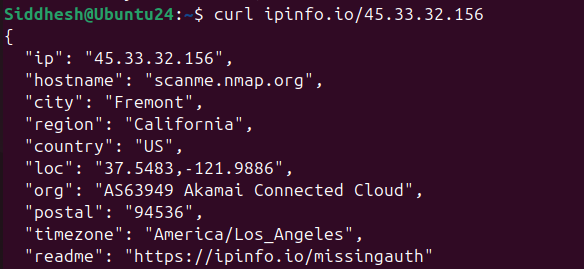 Siddhesh@Ubuntu24:~$ curl ipinfo.io/45.33.32.156
{
  "ip": "45.33.32.156",
  "hostname": "scanme.nmap.org",
  "city": "Fremont",
  "region": "California",
  "country": "US",
  "loc": "37.5483,-121.9886",
  "org": "AS63949 Akamai Connected Cloud",
  "postal": "94536",
  "timezone": "America/Los_Angeles",
  "readme": "https://ipinfo.io/missingauth"